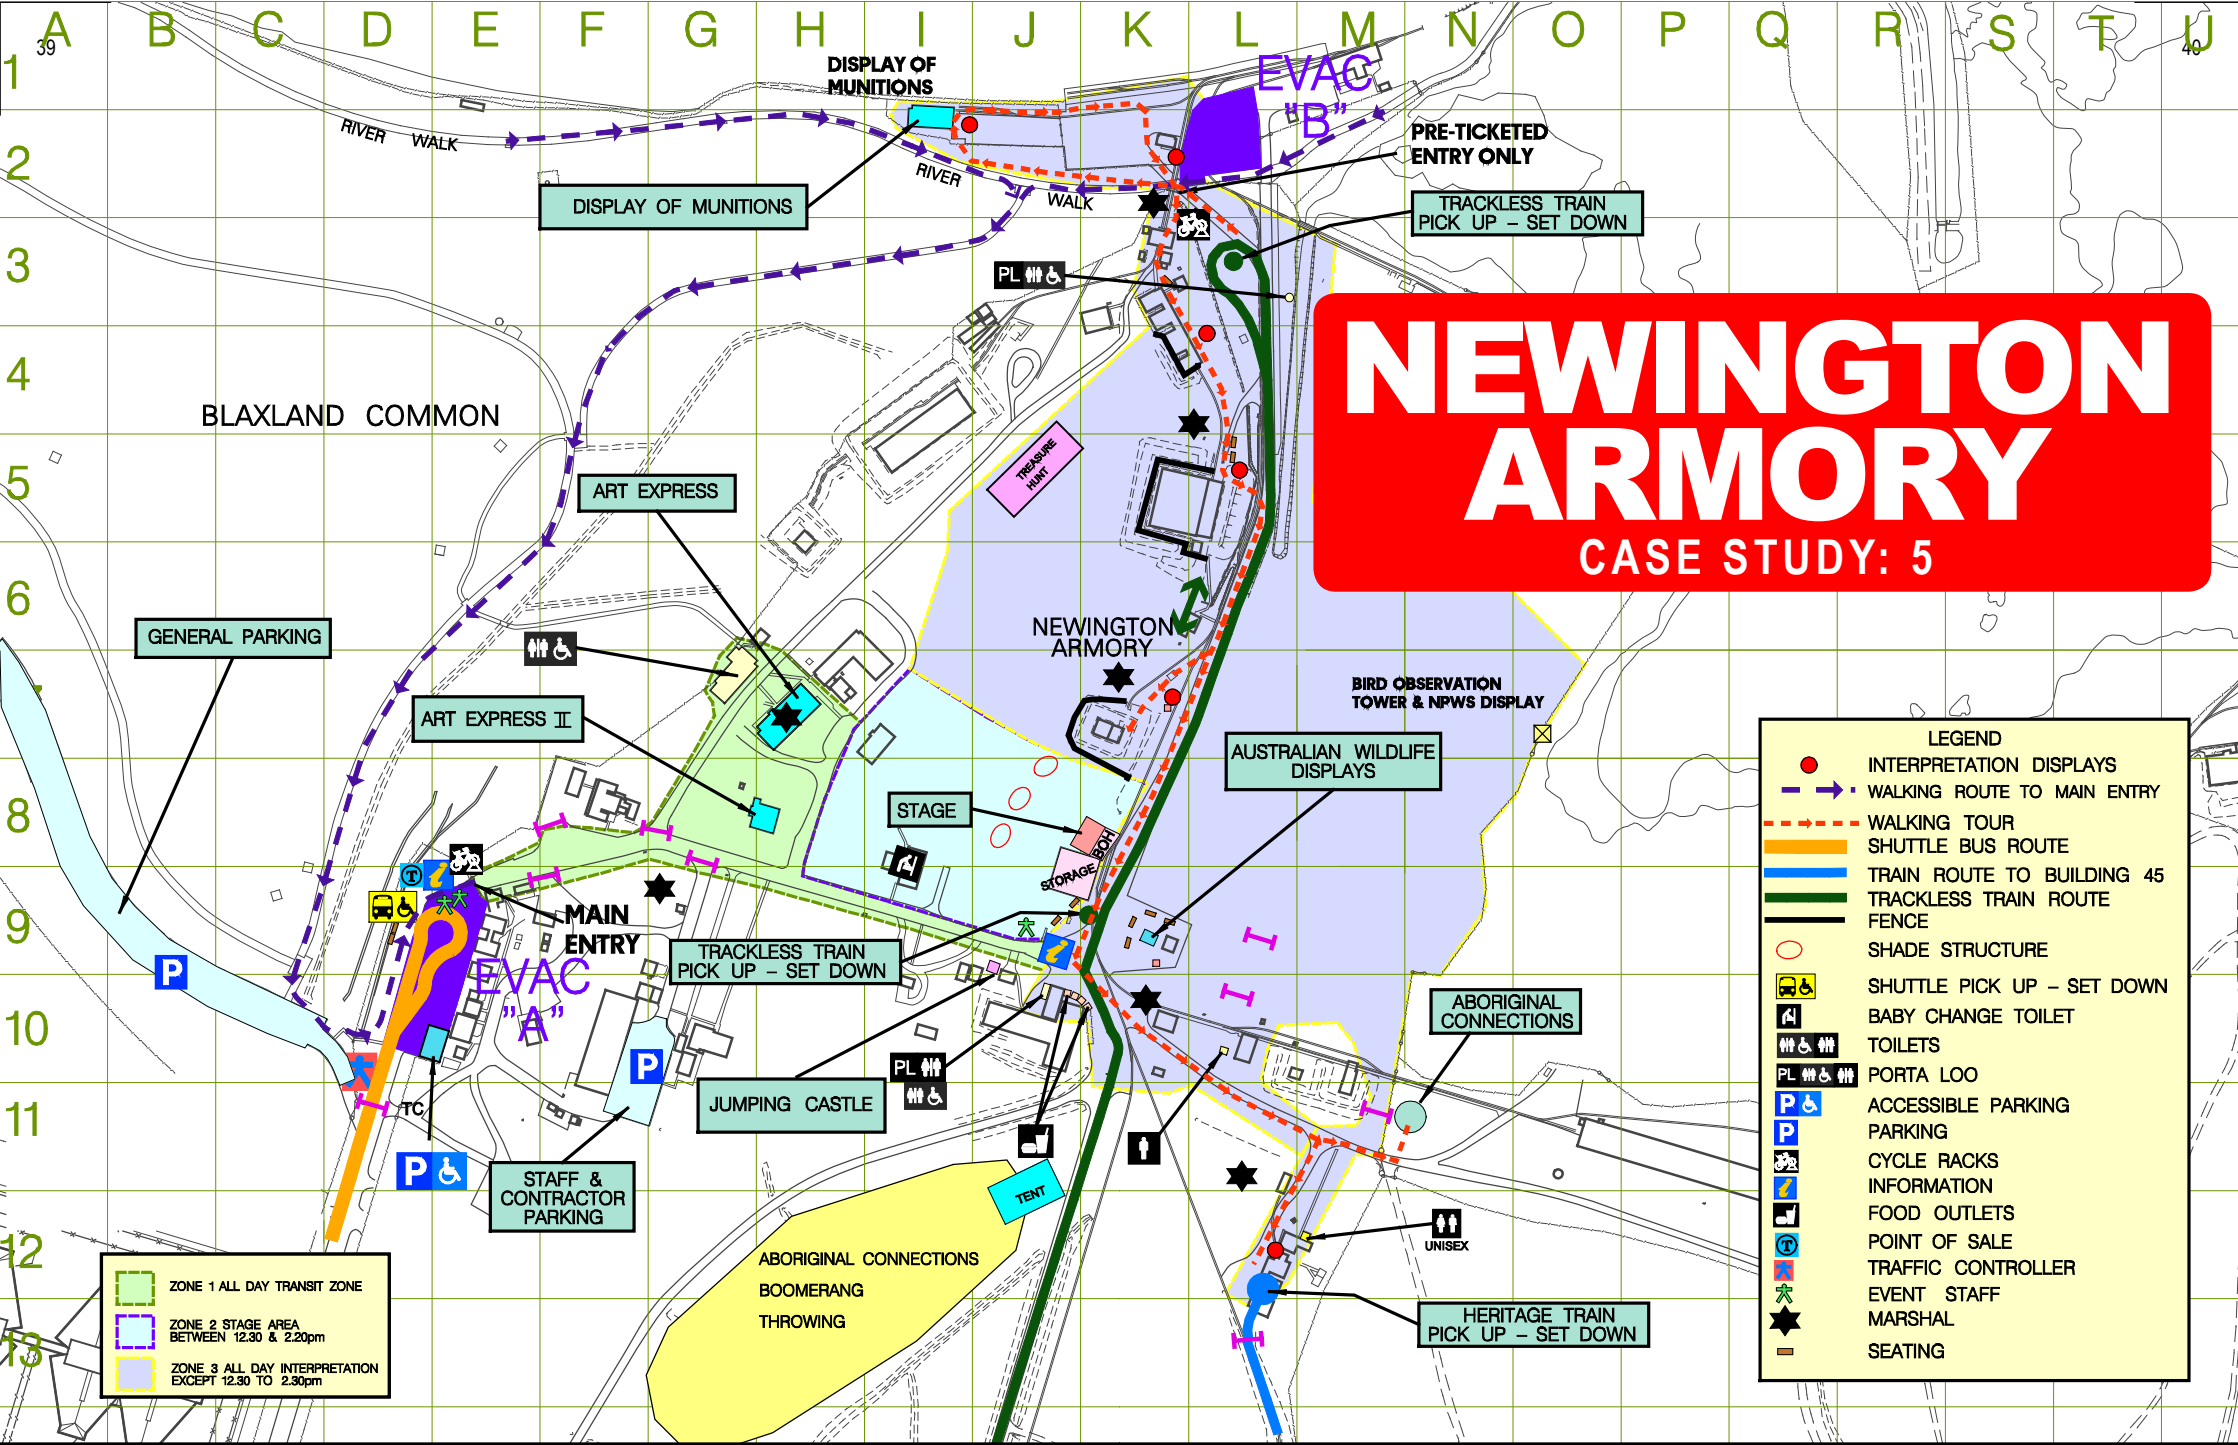 A B C D E F G H I J K L M N O P Q R S T U
39
40
1
2
3
4
5
6
8
9
10
11
12
13
DISPLAY OF
MUNITIONS
EVAC
"B"
RIVER WALK
PRE-TICKETED
ENTRY ONLY
RIVER
WALK
DISPLAY OF MUNITIONS
TRACKLESS TRAIN
PICK UP - SET DOWN
PL
NEWINGTON
ARMORY
CASE STUDY: 5
BLAXLAND COMMON
TREASURE
HUNT
ART EXPRESS
GENERAL PARKING
NEWINGTON
ARMORY
BIRD OBSERVATION
TOWER & NPWS DISPLAY
ART EXPRESS II
AUSTRALIAN WILDLIFE
DISPLAYS
STAGE
BOH
STORAGE
T
i
MAIN
ENTRY
TRACKLESS TRAIN
PICK UP - SET DOWN
i
P
EVAC
"A"
ABORIGINAL
CONNECTIONS
P
PL
JUMPING CASTLE
TC
P
STAFF &
CONTRACTOR
PARKING
TENT
UNISEX
ABORIGINAL CONNECTIONS
BOOMERANG
THROWING
HERITAGE TRAIN
PICK UP - SET DOWN
ZONE 1 ALL DAY TRANSIT ZONE
ZONE 2 STAGE AREA
BETWEEN 12.30 & 2.20pm
ZONE 3 ALL DAY INTERPRETATION
EXCEPT 12.30 TO 2.30pm
LEGEND
INTERPRETATION DISPLAYS
WALKING ROUTE TO MAIN ENTRY
WALKING TOUR
SHUTTLE BUS ROUTE
TRAIN ROUTE TO BUILDING 45
TRACKLESS TRAIN ROUTE
FENCE
SHADE STRUCTURE
SHUTTLE PICK UP - SET DOWN
BABY CHANGE TOILET
TOILETS
PL PORTA LOO
P ACCESSIBLE PARKING
P PARKING
CYCLE RACKS
i INFORMATION
FOOD OUTLETS
T POINT OF SALE
TRAFFIC CONTROLLER
EVENT STAFF
MARSHAL
SEATING